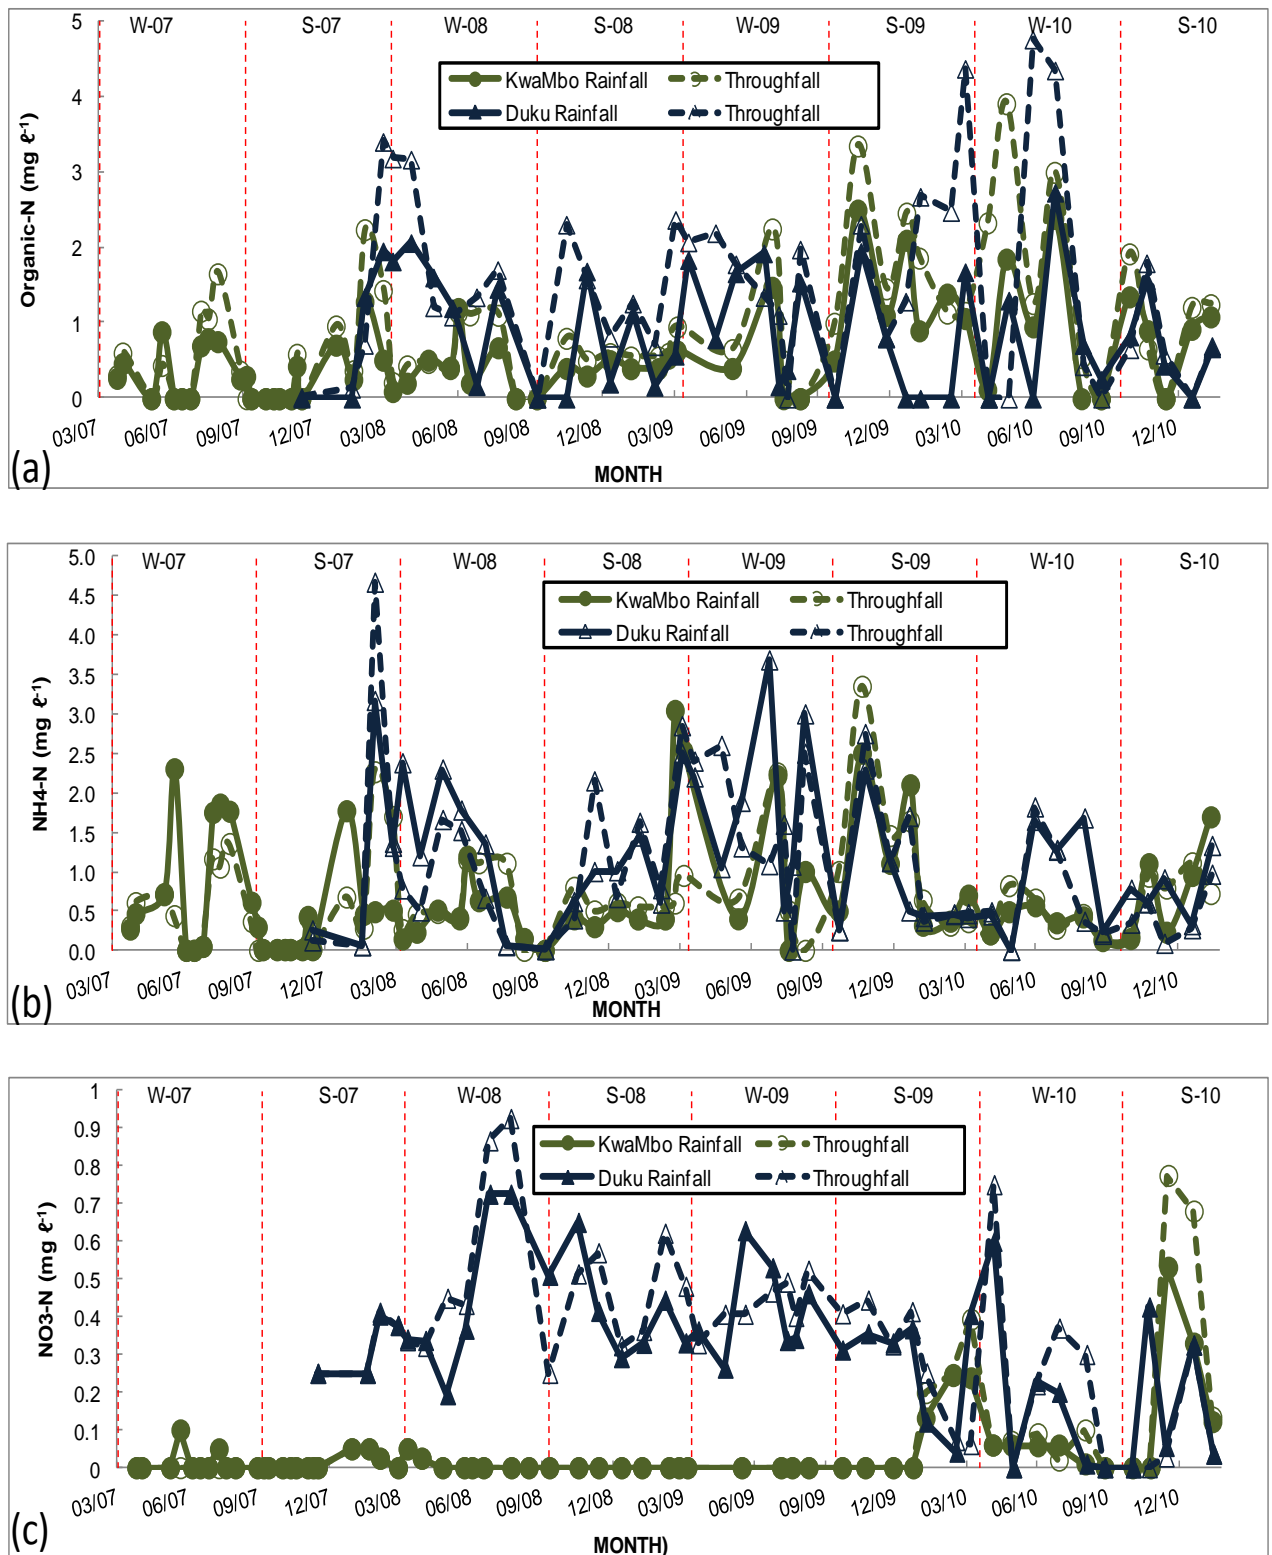 W-07 S-07 W-08 S-08 W-09 S-09 W-10 S-10
5
4
3
2
1
0
Organic-N (mg ℓ⁻¹)
KwaMbo Rainfall Throughfall
Duku Rainfall Throughfall
03/07 06/07 09/07 12/07 03/08 06/08 09/08 12/08 03/09 06/09 09/09 12/09 03/10 06/10 09/10 12/10
MONTH
(a)
W-07 S-07 W-08 S-08 W-09 S-09 W-10 S-10
5.0
4.5
4.0
3.5
3.0
2.5
2.0
1.5
1.0
0.5
0.0
NH4-N (mg ℓ⁻¹)
KwaMbo Rainfall Throughfall
Duku Rainfall Throughfall
03/07 06/07 09/07 12/07 03/08 06/08 09/08 12/08 03/09 06/09 09/09 12/09 03/10 06/10 09/10 12/10
MONTH
(b)
W-07 S-07 W-08 S-08 W-09 S-09 W-10 S-10
1
0.9
0.8
0.7
0.6
0.5
0.4
0.3
0.2
0.1
0
NO3-N (mg ℓ⁻¹)
KwaMbo Rainfall Throughfall
Duku Rainfall Throughfall
03/07 06/07 09/07 12/07 03/08 06/08 09/08 12/08 03/09 06/09 09/09 12/09 03/10 06/10 09/10 12/10
MONTH)
(c)